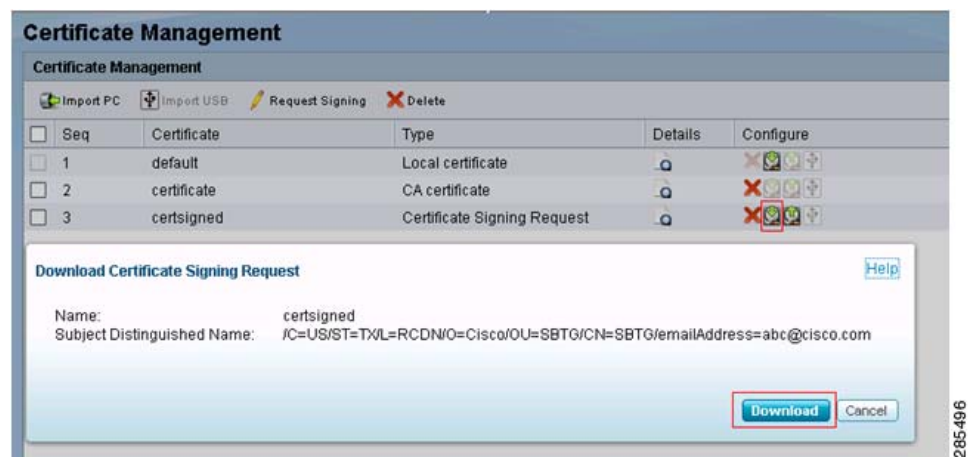 Certificate Management
Certificate Management
Import PC Import USB Request Signing Delete
Seq Certificate Type Details Configure
1 default Local certificate
2 certificate CA certificate
3 certsigned Certificate Signing Request
Download Certificate Signing Request Help
Name: certsigned
Subject Distinguished Name: /C=US/ST=TX/L=RCDN/O=Cisco/OU=SBTG/CN=SBTG/emailAddress=abc@cisco.com
Download Cancel
285496